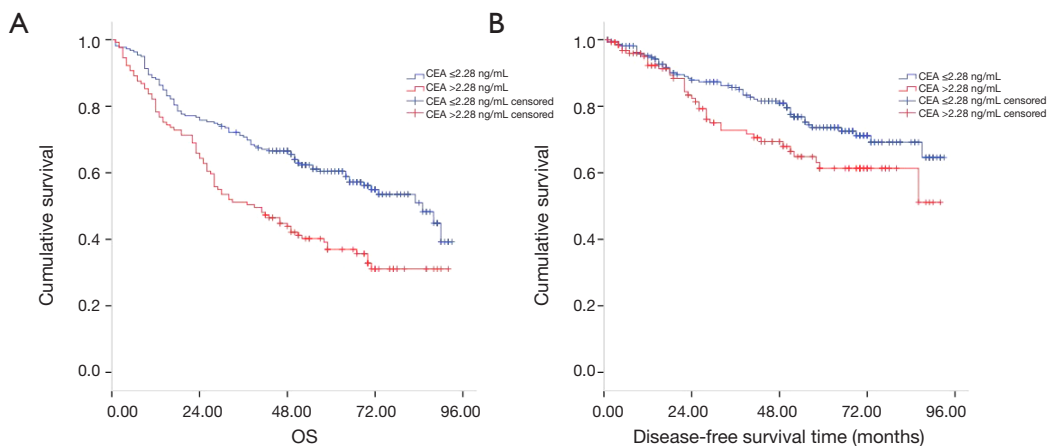 A
Cumulative survival
1.0
0.8
0.6
0.4
0.2
0.0
CEA ≤2.28 ng/mL
CEA >2.28 ng/mL
CEA ≤2.28 ng/mL censored
CEA >2.28 ng/mL censored
0.00 24.00 48.00 72.00 96.00
OS
B
Cumulative survival
1.0
0.8
0.6
0.4
0.2
0.0
CEA ≤2.28 ng/mL
CEA >2.28 ng/mL
CEA ≤2.28 ng/mL censored
CEA >2.28 ng/mL censored
0.00 24.00 48.00 72.00 96.00
Disease-free survival time (months)